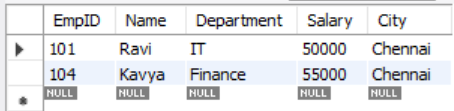 EmpID Name Department Salary City
101 Ravi IT 50000 Chennai
104 Kavya Finance 55000 Chennai
NULL NULL NULL NULL NULL